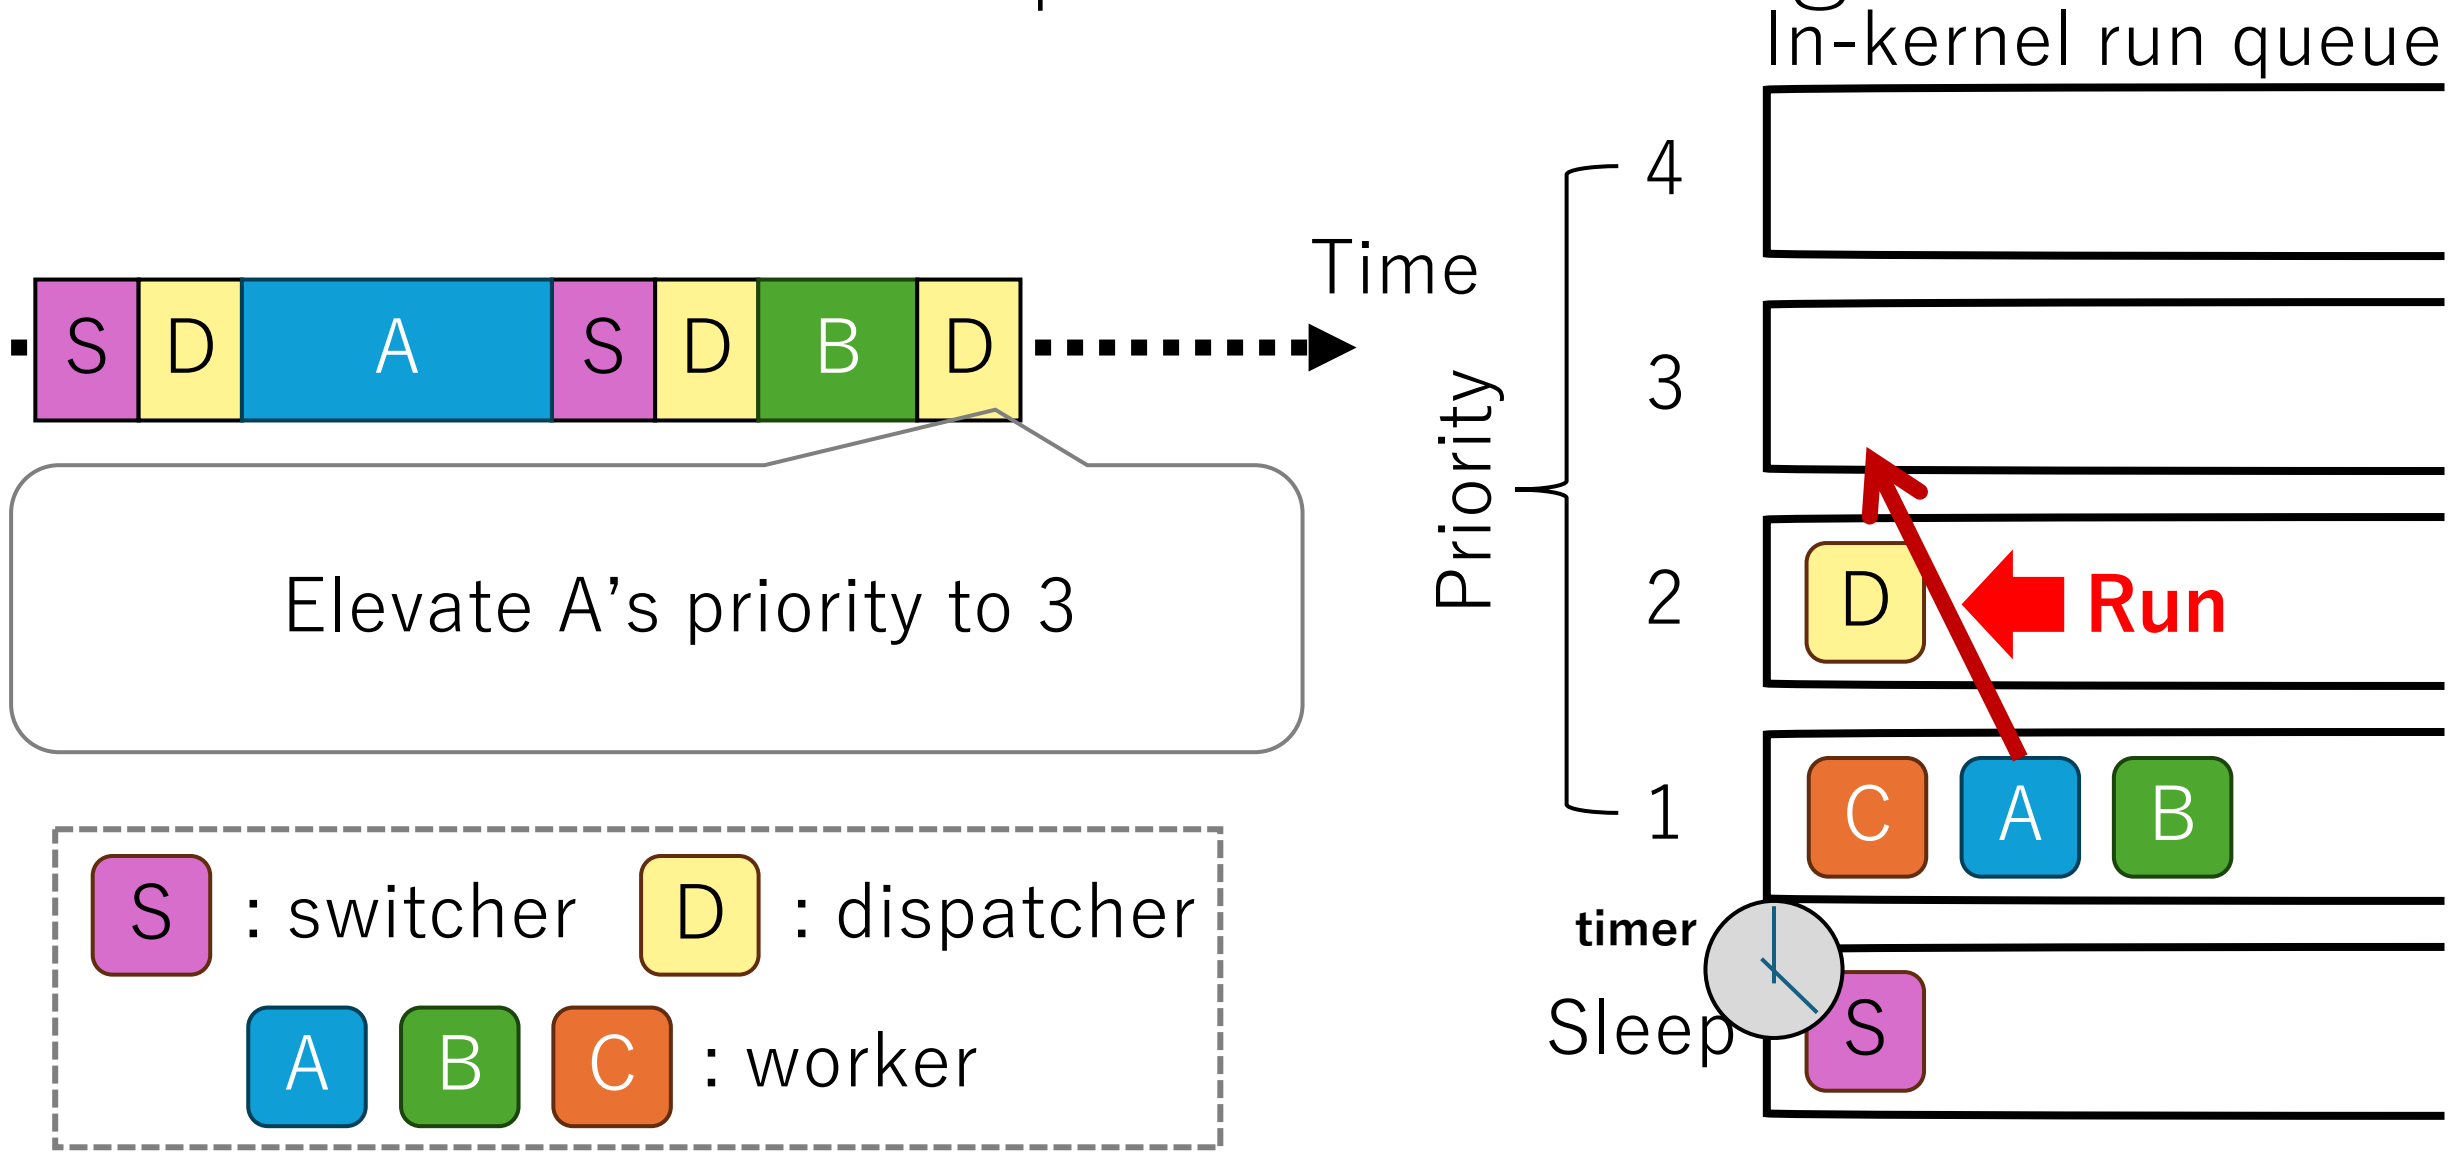 In-kernel run queue
4
Time
S D A S D B D
3
Priority
Elevate A's priority to 3
2
D
Run
1
C A B
S : switcher D : dispatcher
timer
Sleep
S
A B C : worker